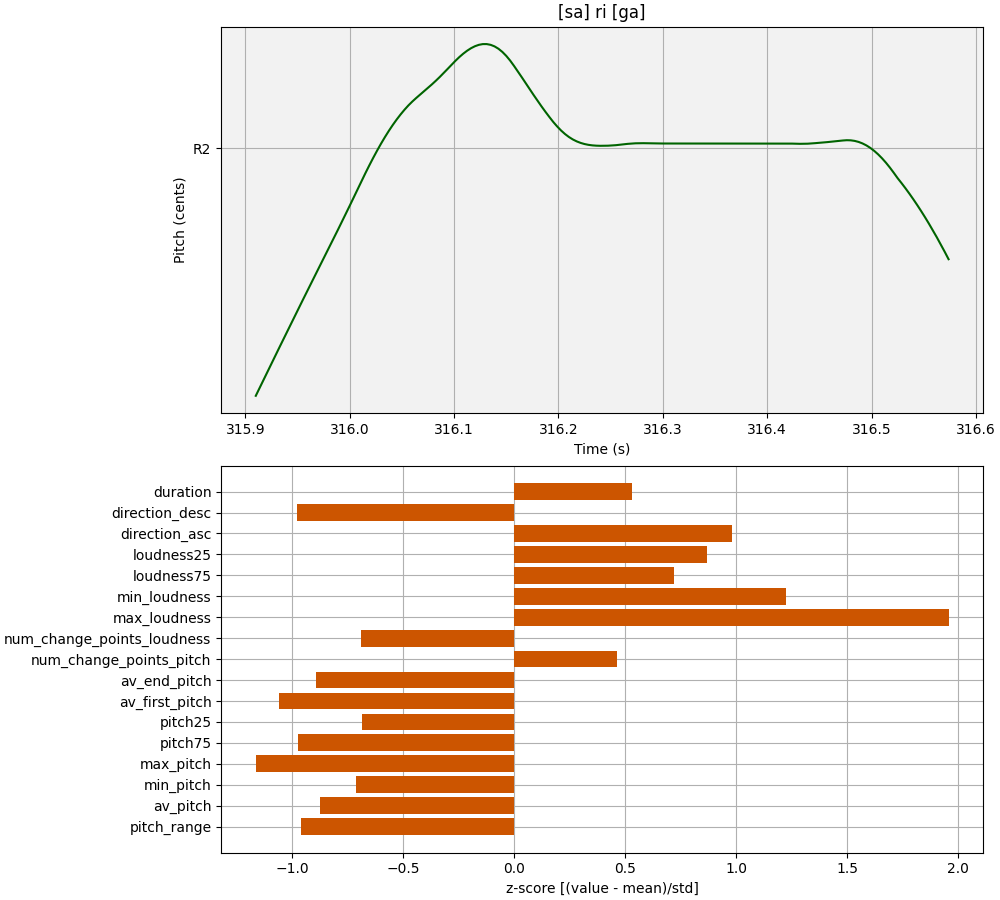 [sa] ri [ga]
R2
Pitch (cents)
315.9 316.0 316.1 316.2 316.3 316.4 316.5 316.6
Time (s)
duration
direction_desc
direction_asc
loudness25
loudness75
min_loudness
max_loudness
num_change_points_loudness
num_change_points_pitch
av_end_pitch
av_first_pitch
pitch25
pitch75
max_pitch
min_pitch
av_pitch
pitch_range
−1.0 −0.5 0.0 0.5 1.0 1.5 2.0
z-score [(value - mean)/std]